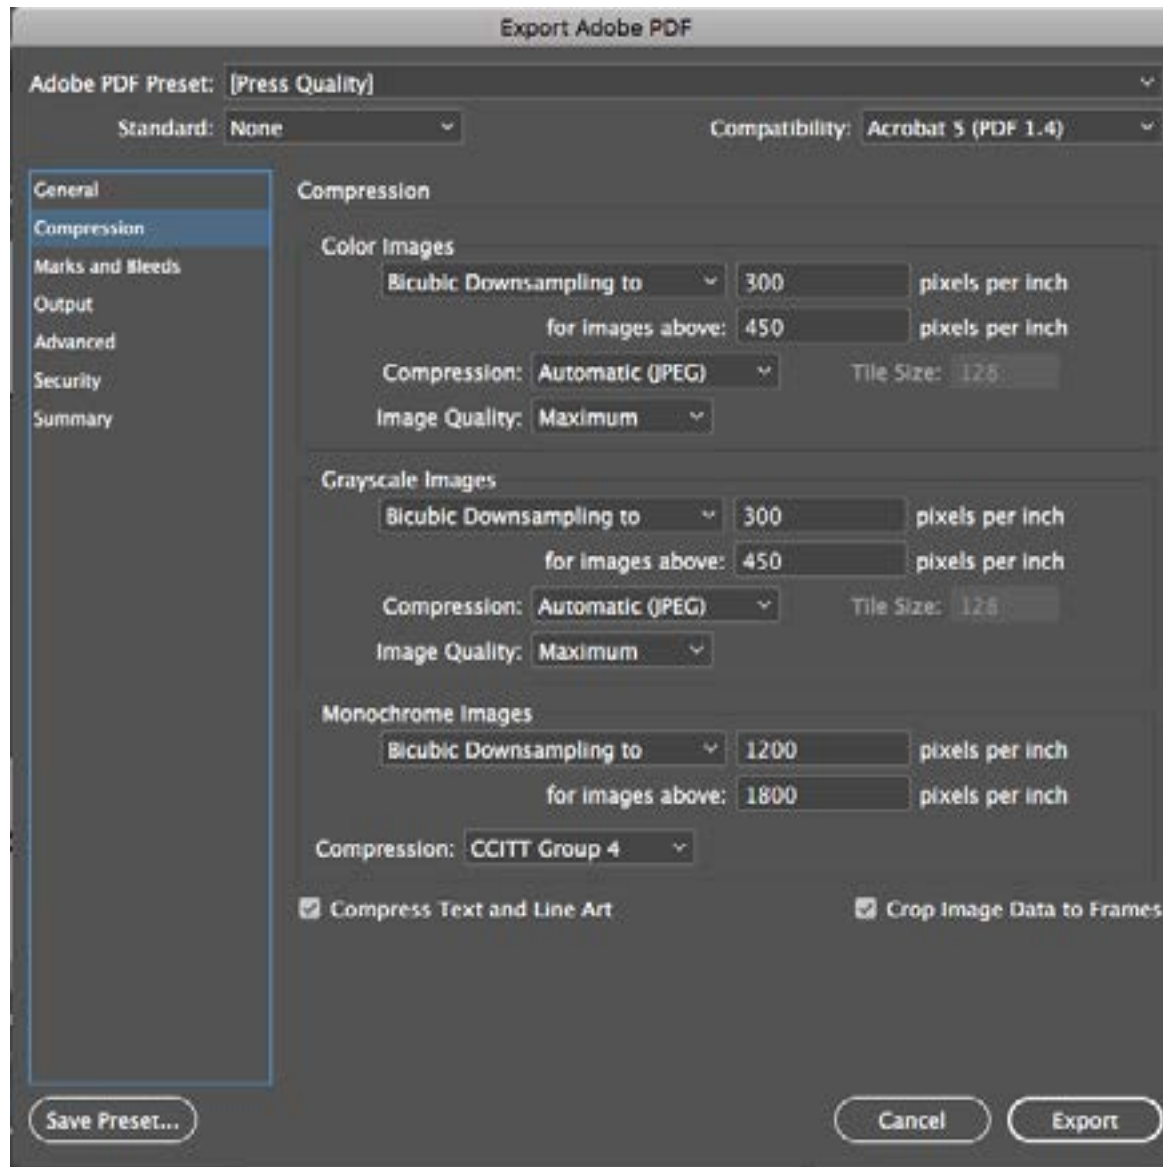 Export Adobe PDF
Adobe PDF Preset: [Press Quality]
Standard: None Compatibility: Acrobat 5 (PDF 1.4)
General
Compression
Marks and Bleeds
Output
Advanced
Security
Summary
Compression
Color Images
Bicubic Downsampling to 300 pixels per inch
for images above: 450 pixels per inch
Compression: Automatic (JPEG) Tile Size: 128
Image Quality: Maximum
Grayscale Images
Bicubic Downsampling to 300 pixels per inch
for images above: 450 pixels per inch
Compression: Automatic (JPEG) Tile Size: 128
Image Quality: Maximum
Monochrome Images
Bicubic Downsampling to 1200 pixels per inch
for images above: 1800 pixels per inch
Compression: CCITT Group 4
Compress Text and Line Art Crop Image Data to Frames
Save Preset... Cancel Export